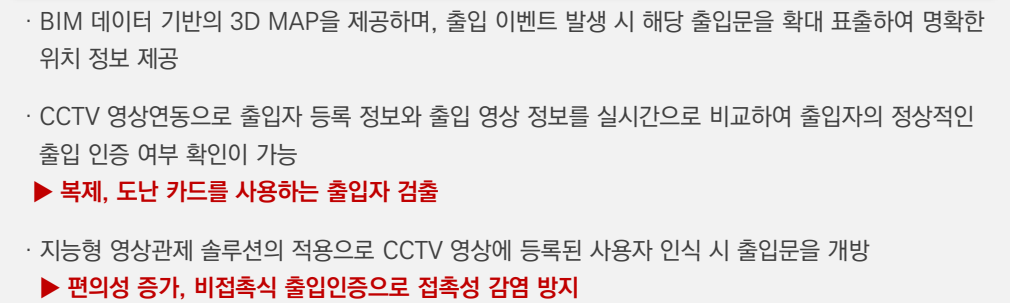 · BIM 데이터 기반의 3D MAP을 제공하며, 출입 이벤트 발생 시 해당 출입문을 확대 표출하여 명확한
위치 정보 제공
· CCTV 영상연동으로 출입자 등록 정보와 출입 영상 정보를 실시간으로 비교하여 출입자의 정상적인
출입 인증 여부 확인이 가능
▶ 복제, 도난 카드를 사용하는 출입자 검출
· 지능형 영상관제 솔루션의 적용으로 CCTV 영상에 등록된 사용자 인식 시 출입문을 개방
▶ 편의성 증가, 비접촉식 출입인증으로 접촉성 감염 방지